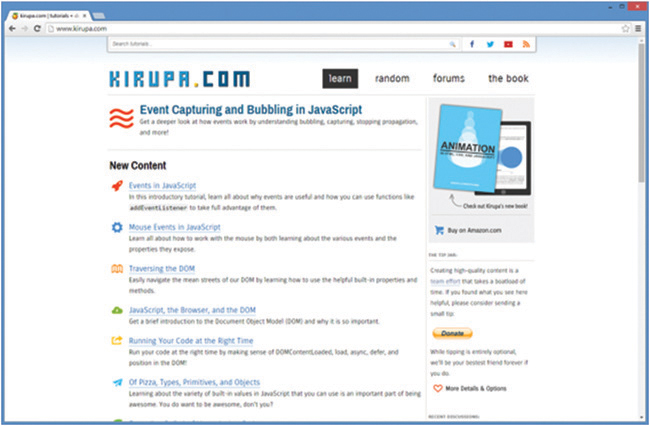 kirupa.com | tutorials +
www.kirupa.com
Search tutorials...
KIRUPA.COM
learn
random
forums
the book
Event Capturing and Bubbling in JavaScript
Get a deeper look at how events work by understanding bubbling, capturing, stopping propagation,
and more!
New Content
Events in JavaScript
In this introductory tutorial, learn all about why events are useful and how you can use functions like
addEventListener to take full advantage of them.
Mouse Events in JavaScript
Learn all about how to work with the mouse by both learning about the various events and the
properties they expose.
Traversing the DOM
Easily navigate the mean streets of our DOM by learning how to use the helpful built-in properties and
methods.
JavaScript, the Browser, and the DOM
Get a brief introduction to the Document Object Model (DOM) and why it is so important.
Running Your Code at the Right Time
Run your code at the right time by making sense of DOMContentLoaded, load, async, defer, and
position in the DOM!
Of Pizza, Types, Primitives, and Objects
Learning about the variety of built-in values in JavaScript that you can use is an important part of being
awesome. You do want to be awesome, don't you?
ANIMATION
Check out Kirupa's new book!
Buy on Amazon.com
THE TIP JAR:
Creating high-quality content is a
team effort that takes a boatload of
time. If you found what you see here
helpful, please consider sending a
small tip:
Donate
While tipping is entirely optional,
we'll be your bestest friend forever if
you do.
More Details & Options
RECENT DISCUSSIONS: